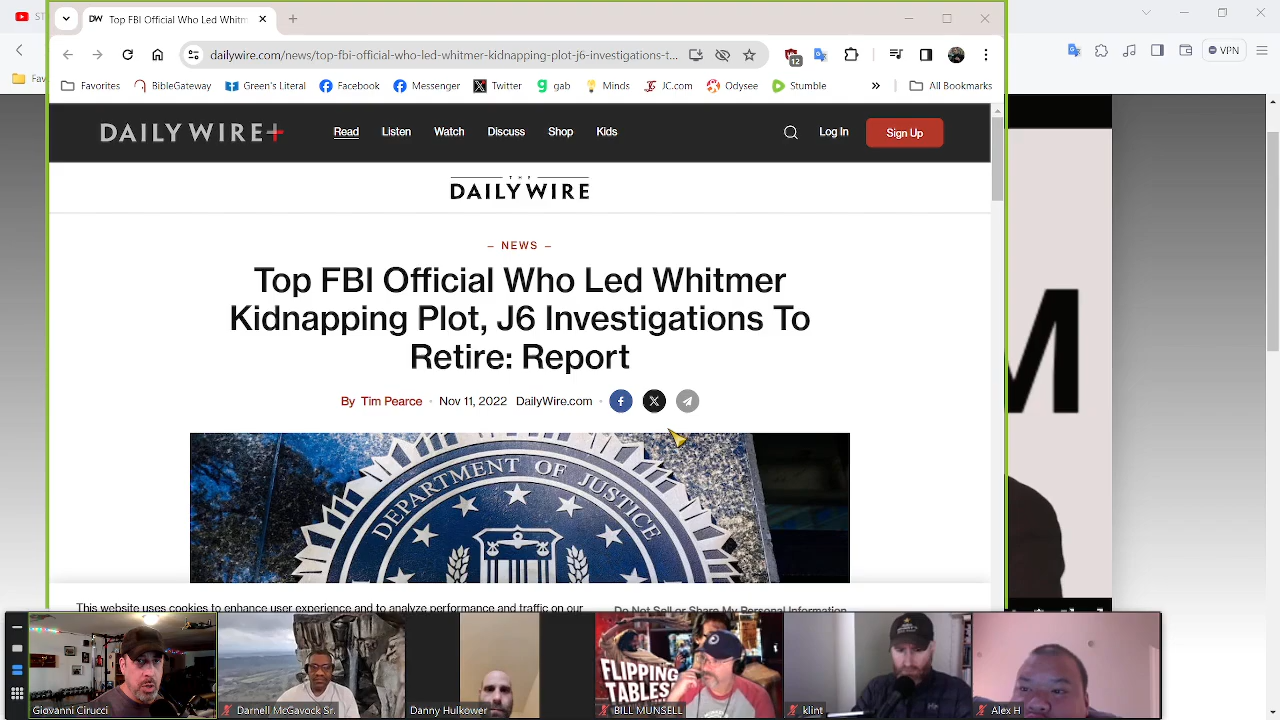 ST
DW Top FBI Official Who Led Whitm
dailywire.com/news/top-fbi-official-who-led-whitmer-kidnapping-plot-j6-investigations-t...
12
VPN
Fav
Favorites
BibleGateway
Green's Literal
Facebook
Messenger
Twitter
gab
Minds
JC.com
Odysee
Stumble
»
All Bookmarks
DAILY WIRE+
Read
Listen
Watch
Discuss
Shop
Kids
Log In
Sign Up
THE
DAILY WIRE
– NEWS –
Top FBI Official Who Led Whitmer
Kidnapping Plot, J6 Investigations To
Retire: Report
By Tim Pearce • Nov 11, 2022 DailyWire.com •
M
DEPARTMENT OF JUSTICE
This website uses cookies to enhance user experience and to analyze performance and traffic on our
Do Not Sell or Share My Personal Information
FLIPPING
TABLES
Giovanni Cirucci
Darnell McGavock Sr.
Danny Hulkower
BILL MUNSELL
klint
Alex H